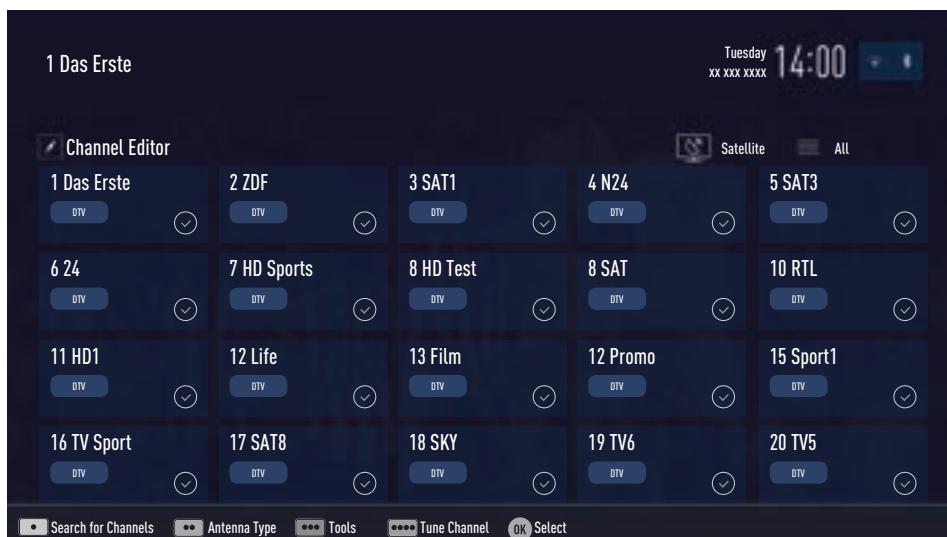 1 Das Erste
Tuesday
xx xxx xxxx
14:00
Channel Editor
Satellite
All
1 Das Erste
DTV
2 ZDF
DTV
3 SAT1
DTV
4 N24
DTV
5 SAT3
DTV
6 24
DTV
7 HD Sports
DTV
8 HD Test
DTV
8 SAT
DTV
10 RTL
DTV
11 HD1
DTV
12 Life
DTV
13 Film
DTV
12 Promo
DTV
15 Sport1
DTV
16 TV Sport
DTV
17 SAT8
DTV
18 SKY
DTV
19 TV6
DTV
20 TV5
DTV
Search for Channels
Antenna Type
Tools
Tune Channel
OK Select